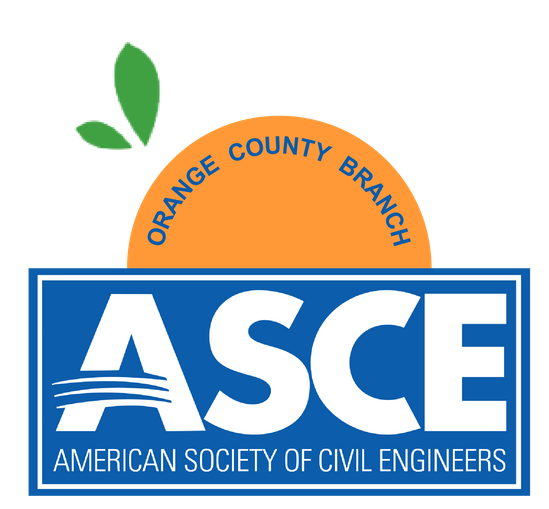 ORANGE COUNTY BRANCH
ASCE
AMERICAN SOCIETY OF CIVIL ENGINEERS